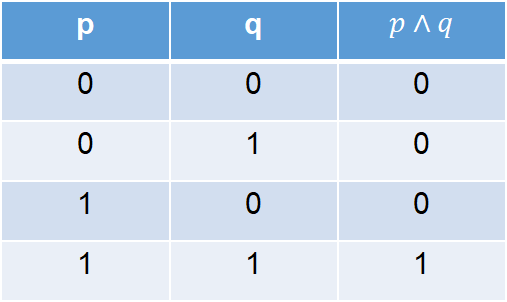 p q p ∧ q
0 0 0
0 1 0
1 0 0
1 1 1